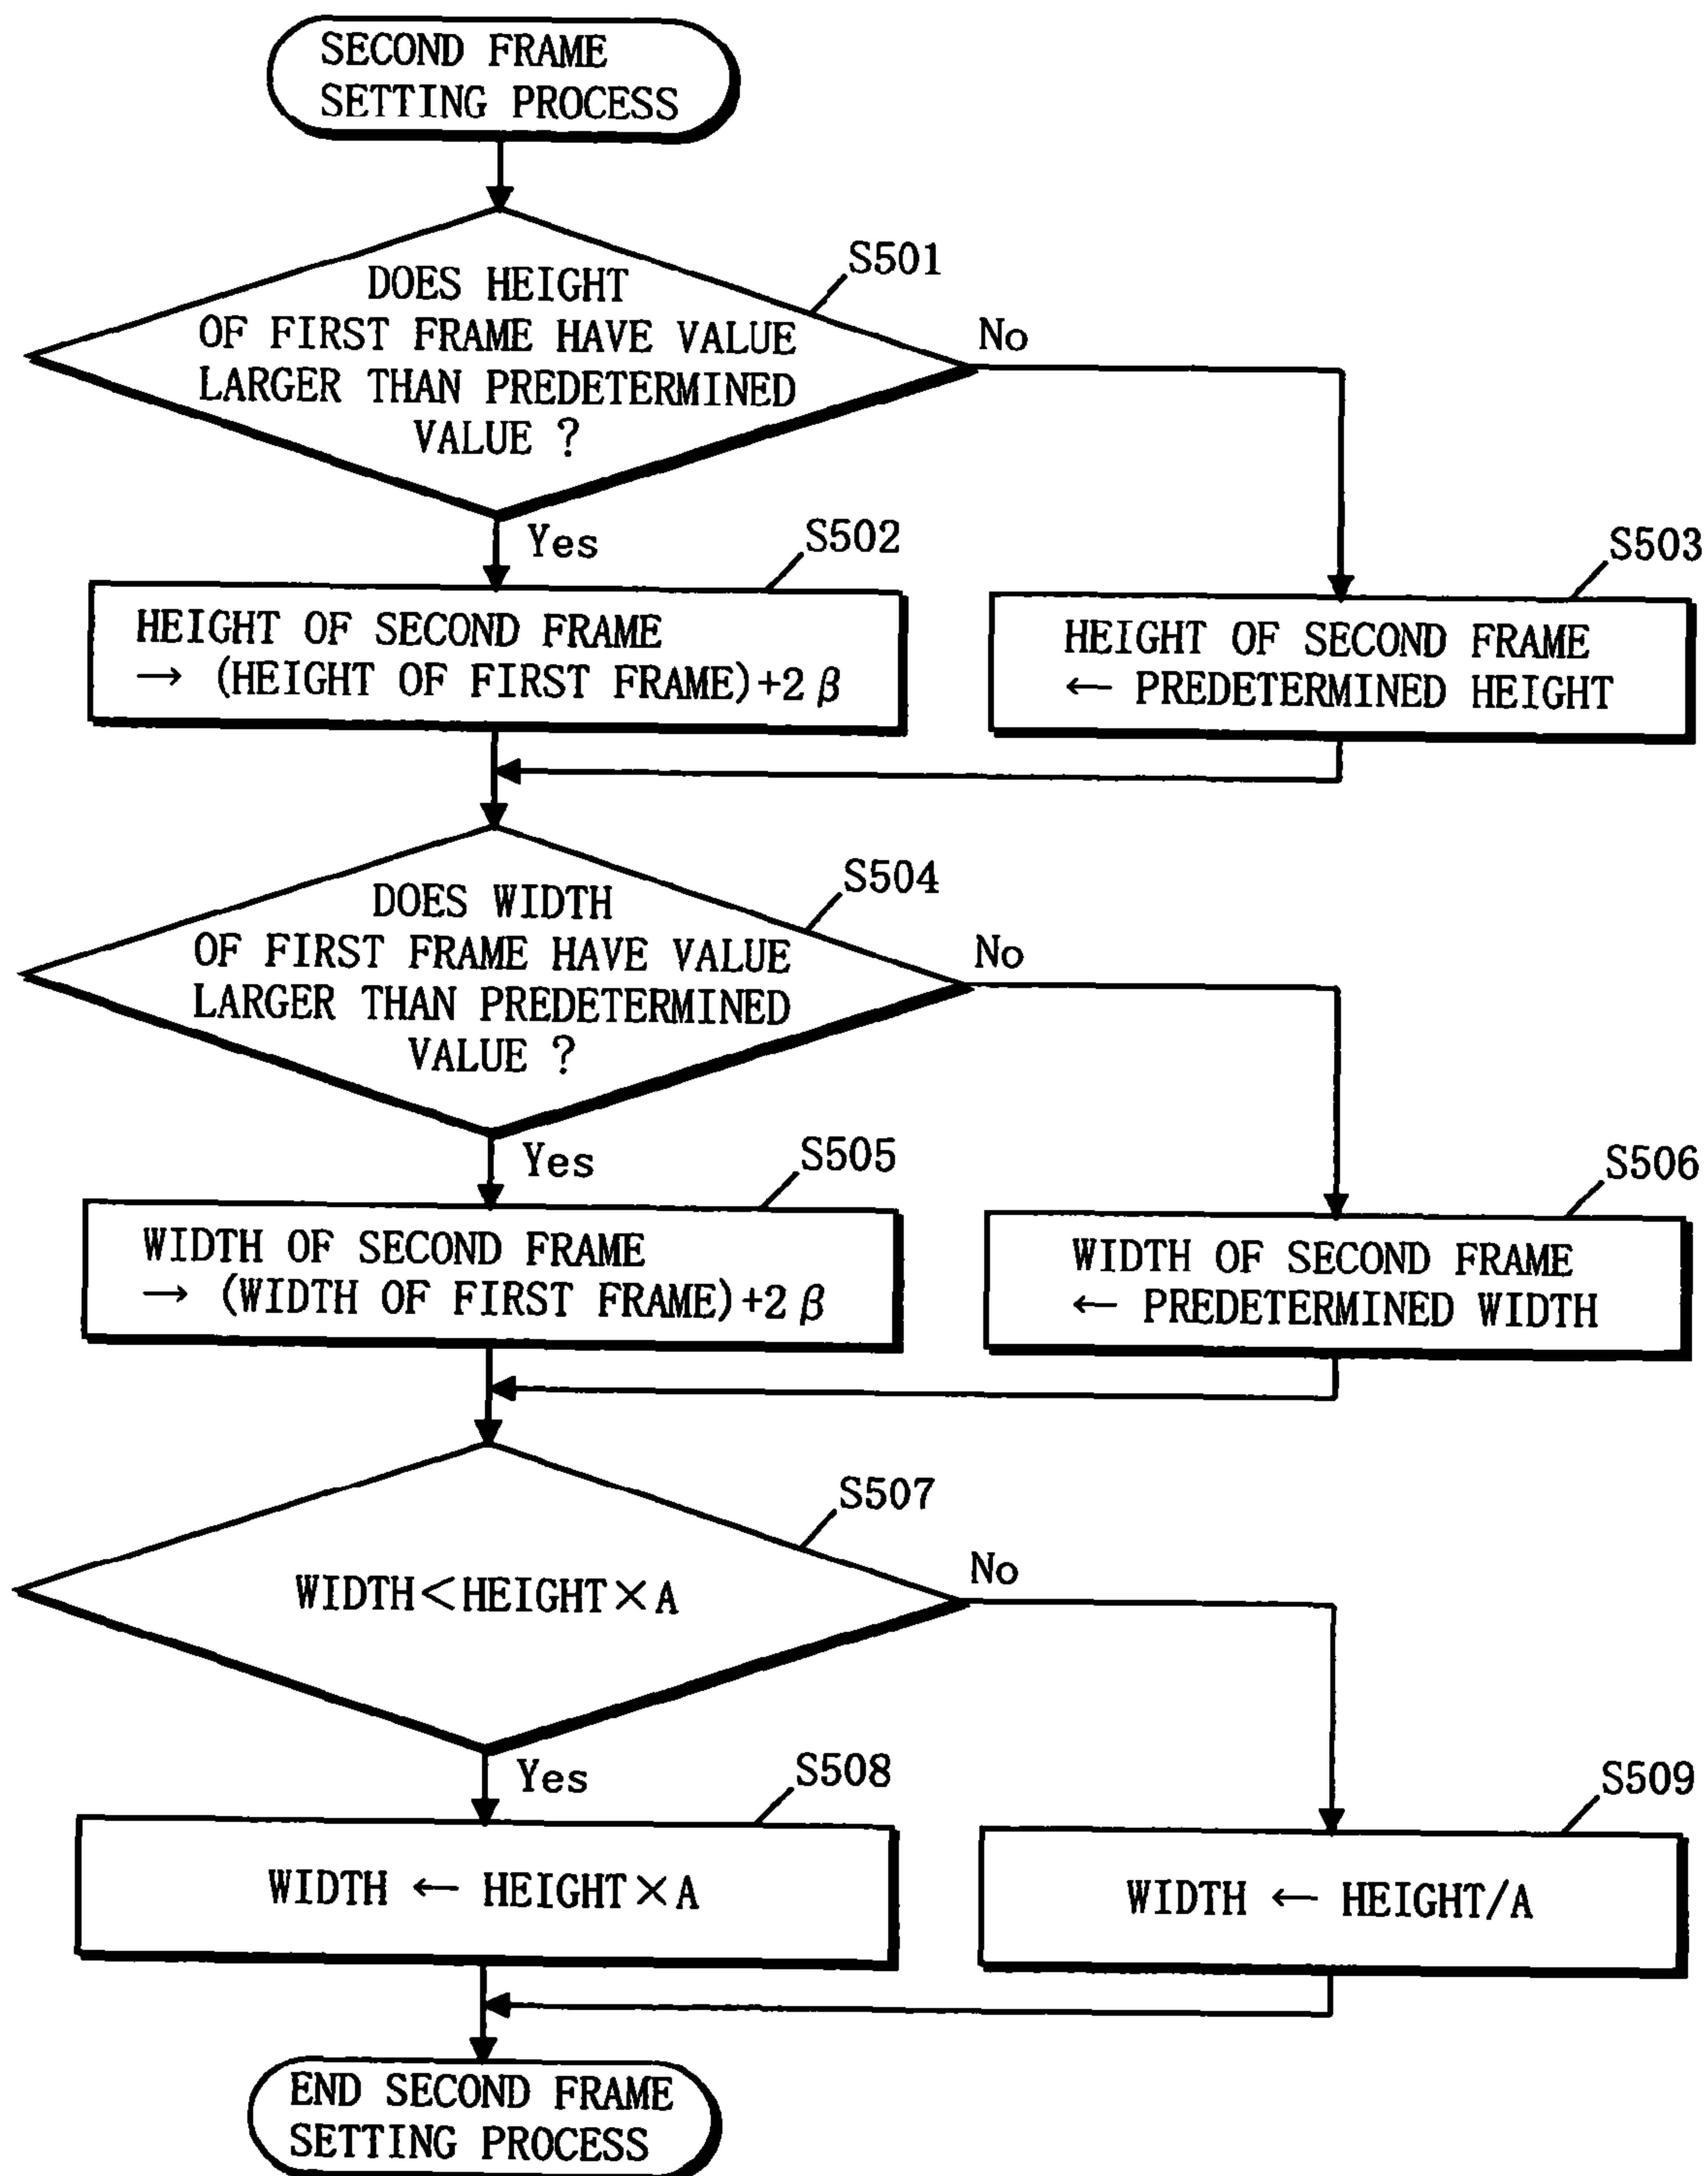 SECOND FRAME
SETTING PROCESS
S501
DOES HEIGHT
OF FIRST FRAME HAVE VALUE
LARGER THAN PREDETERMINED
VALUE ?
No
Yes
S502
S503
HEIGHT OF SECOND FRAME
→ (HEIGHT OF FIRST FRAME)+2β
HEIGHT OF SECOND FRAME
← PREDETERMINED HEIGHT
S504
DOES WIDTH
OF FIRST FRAME HAVE VALUE
LARGER THAN PREDETERMINED
VALUE ?
No
Yes
S505
S506
WIDTH OF SECOND FRAME
→ (WIDTH OF FIRST FRAME)+2β
WIDTH OF SECOND FRAME
← PREDETERMINED WIDTH
S507
WIDTH<HEIGHT×A
No
Yes
S508
S509
WIDTH ← HEIGHT×A
WIDTH ← HEIGHT/A
END SECOND FRAME
SETTING PROCESS